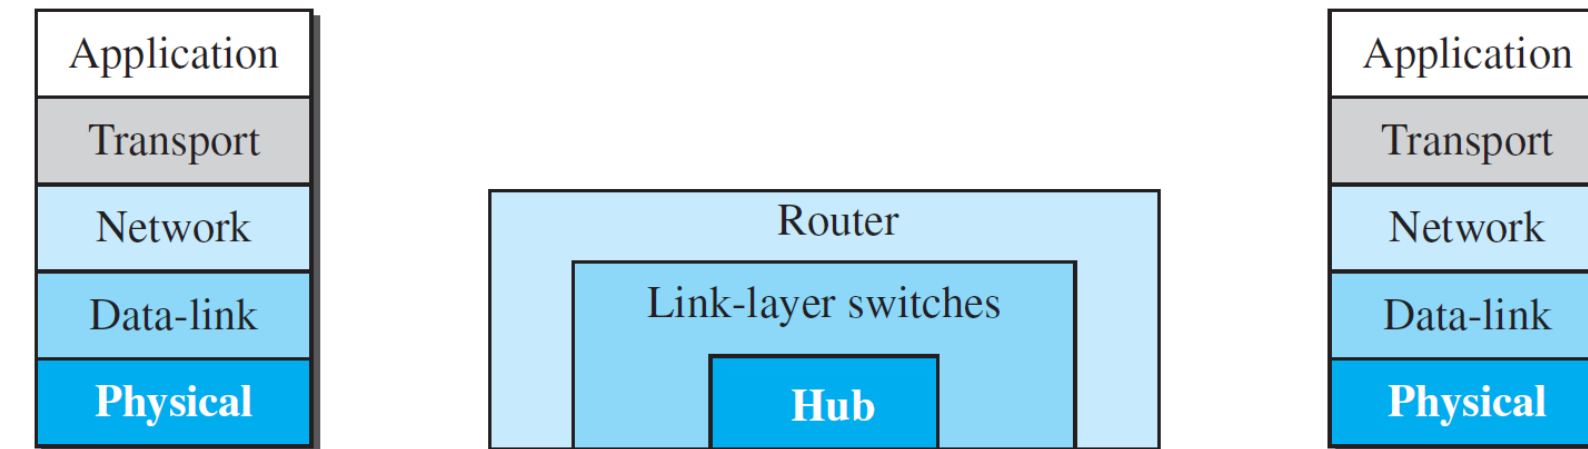 Application
Transport
Network
Data-link
Physical
Router
Link-layer switches
Hub
Application
Transport
Network
Data-link
Physical